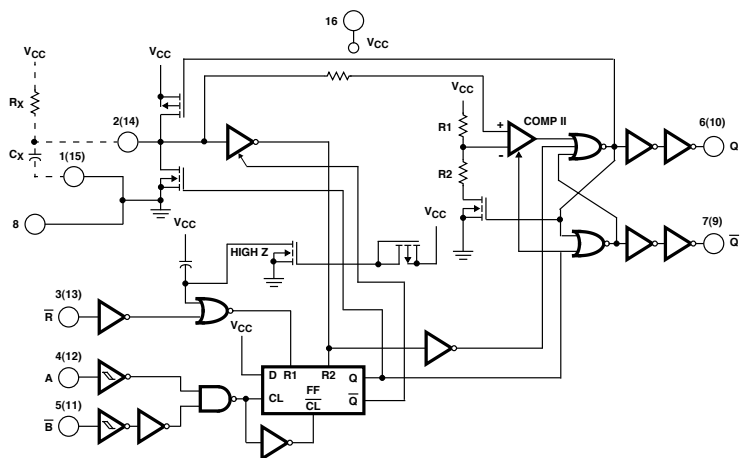 16
VCC
VCC
VCC
RX
2(14)
CX
1(15)
8
VCC
R1
R2
+
-
COMP II
6(10)
Q
7(9)
Q̅
VCC
HIGH Z
VCC
3(13)
R̅
VCC
4(12)
A
5(11)
B̅
D
R1
R2
Q
FF
CL
C̅L̅
Q̅